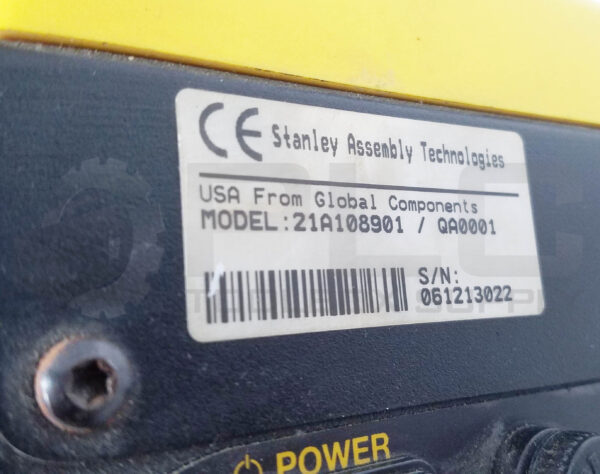 CE Stanley Assembly Technologies
USA From Global Components
MODEL:21A108901 / QA0001
S/N:
061213022
POWER